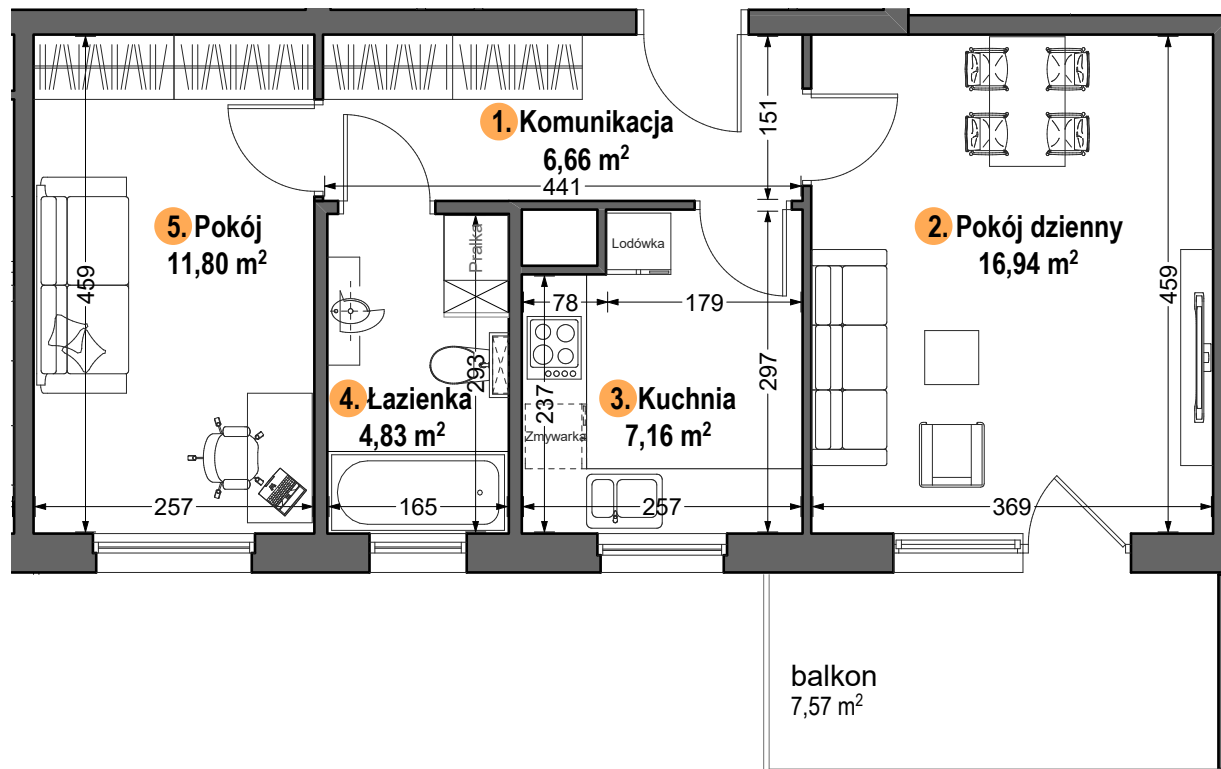 1. Komunikacja
6,66 m²
441
151
5. Pokój
11,80 m²
459
257
2. Pokój dzienny
16,94 m²
459
369
Pralka
Lodówka
78
179
293
297
237
4. Łazienka
4,83 m²
165
3. Kuchnia
7,16 m²
Zmywarka
257
balkon
7,57 m²